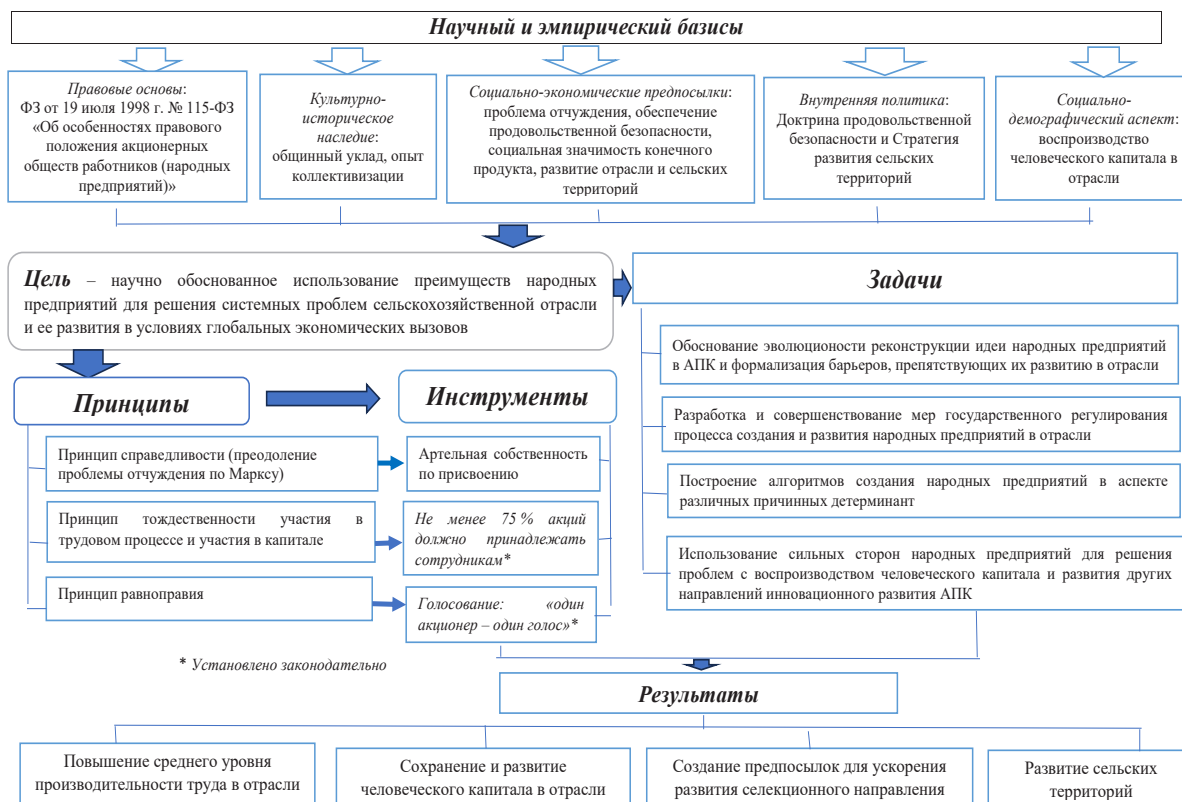 Научный и эмпирический базисы
Правовые основы:
ФЗ от 19 июля 1998 г. № 115-ФЗ
«Об особенностях правового
положения акционерных
обществ работников (народных
предприятий)»
Культурно-
историческое
наследие:
общинный уклад, опыт
коллективизации
Социально-экономические предпосылки:
проблема отчуждения, обеспечение
продовольственной безопасности,
социальная значимость конечного
продукта, развитие отрасли и сельских
территорий
Внутренняя политика:
Доктрина продовольственной
безопасности и Стратегия
развития сельских
территорий
Социально-
демографический аспект:
воспроизводство
человеческого капитала в
отрасли
Цель – научно обоснованное использование преимуществ народных
предприятий для решения системных проблем сельскохозяйственной отрасли
и ее развития в условиях глобальных экономических вызовов
Задачи
Обоснование эволюционости реконструкции идеи народных предприятий
в АПК и формализация барьеров, препятствующих их развитию в отрасли
Разработка и совершенствование мер государственного регулирования
процесса создания и развития народных предприятий в отрасли
Построение алгоритмов создания народных предприятий в аспекте
различных причинных детерминант
Использование сильных сторон народных предприятий для решения
проблем с воспроизводством человеческого капитала и развития других
направлений инновационного развития АПК
Принципы
Инструменты
Принцип справедливости (преодоление
проблемы отчуждения по Марксу)
Артельная собственность
по присвоению
Принцип тождественности участия в
трудовом процессе и участия в капитале
Не менее 75 % акций
должно принадлежать
сотрудникам*
Принцип равноправия
Голосование: «один
акционер – один голос»*
* Установлено законодательно
Результаты
Повышение среднего уровня
производительности труда в отрасли
Сохранение и развитие
человеческого капитала в отрасли
Создание предпосылок для ускорения
развития селекционного направления
Развитие сельских
территорий